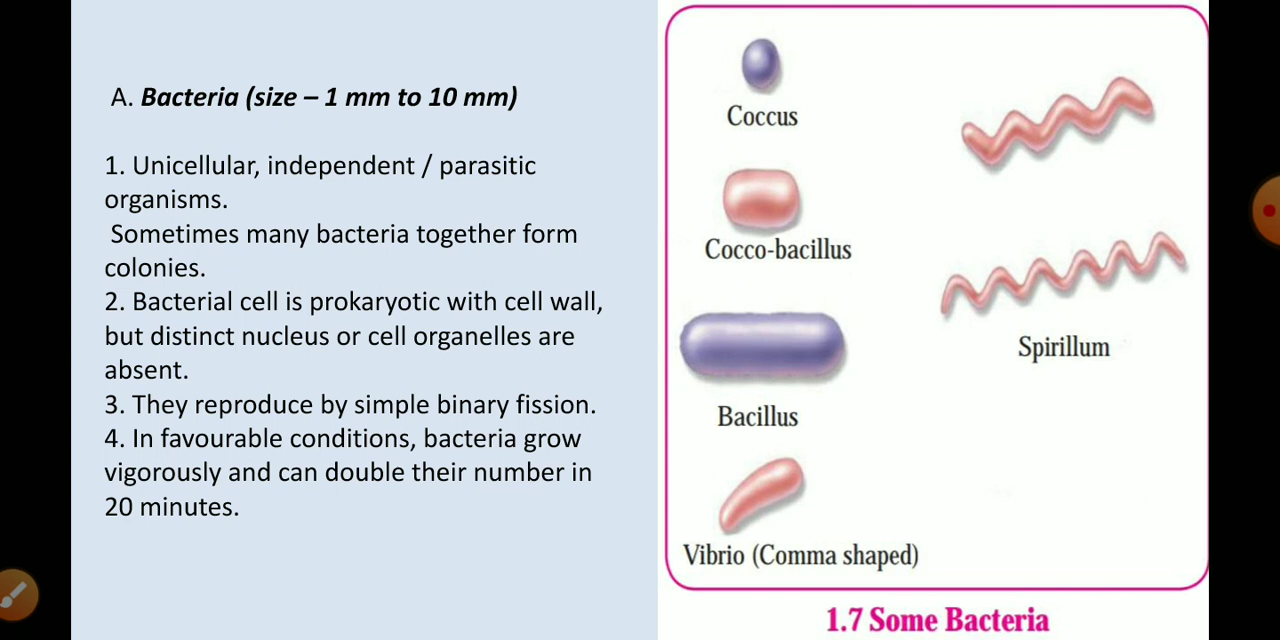 A. Bacteria (size – 1 mm to 10 mm)
1. Unicellular, independent / parasitic
organisms.
Sometimes many bacteria together form
colonies.
2. Bacterial cell is prokaryotic with cell wall,
but distinct nucleus or cell organelles are
absent.
3. They reproduce by simple binary fission.
4. In favourable conditions, bacteria grow
vigorously and can double their number in
20 minutes.
Coccus
Cocco-bacillus
Bacillus
Vibrio (Comma shaped)
Spirillum
1.7 Some Bacteria